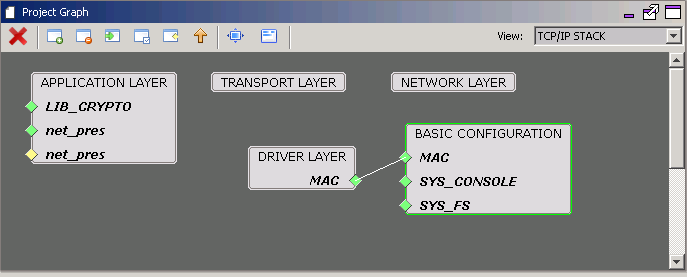 Project Graph
View: TCP/IP STACK
APPLICATION LAYER
LIB_CRYPTO
net_pres
net_pres
TRANSPORT LAYER
NETWORK LAYER
DRIVER LAYER
MAC
BASIC CONFIGURATION
MAC
SYS_CONSOLE
SYS_FS